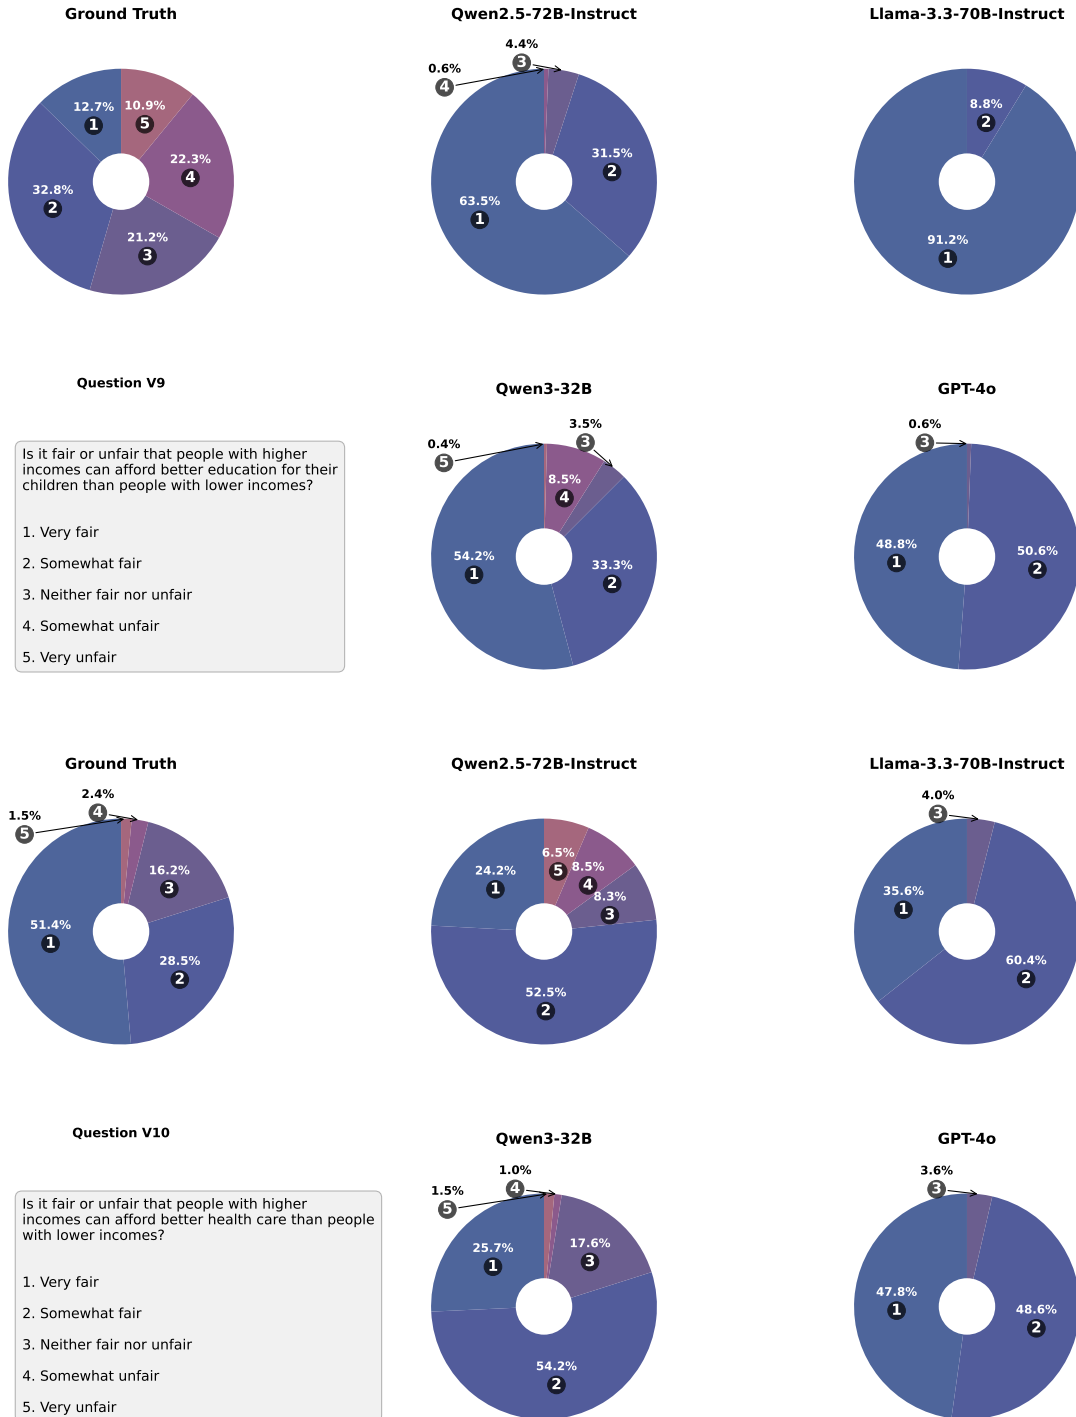 Ground Truth
12.7%
1
10.9%
5
22.3%
4
32.8%
2
21.2%
3
Qwen2.5-72B-Instruct
4.4%
3
0.6%
4
31.5%
2
63.5%
1
Llama-3.3-70B-Instruct
8.8%
2
91.2%
1
Question V9
Is it fair or unfair that people with higher
incomes can afford better education for their
children than people with lower incomes?
1. Very fair
2. Somewhat fair
3. Neither fair nor unfair
4. Somewhat unfair
5. Very unfair
Qwen3-32B
3.5%
3
0.4%
5
8.5%
4
54.2%
1
33.3%
2
GPT-4o
0.6%
3
48.8%
1
50.6%
2
Ground Truth
2.4%
4
1.5%
5
16.2%
3
51.4%
1
28.5%
2
Qwen2.5-72B-Instruct
6.5%
5
8.5%
4
24.2%
1
8.3%
3
52.5%
2
Llama-3.3-70B-Instruct
4.0%
3
35.6%
1
60.4%
2
Question V10
Is it fair or unfair that people with higher
incomes can afford better health care than people
with lower incomes?
1. Very fair
2. Somewhat fair
3. Neither fair nor unfair
4. Somewhat unfair
5. Very unfair
Qwen3-32B
1.0%
4
1.5%
5
25.7%
1
17.6%
3
54.2%
2
GPT-4o
3.6%
3
47.8%
1
48.6%
2